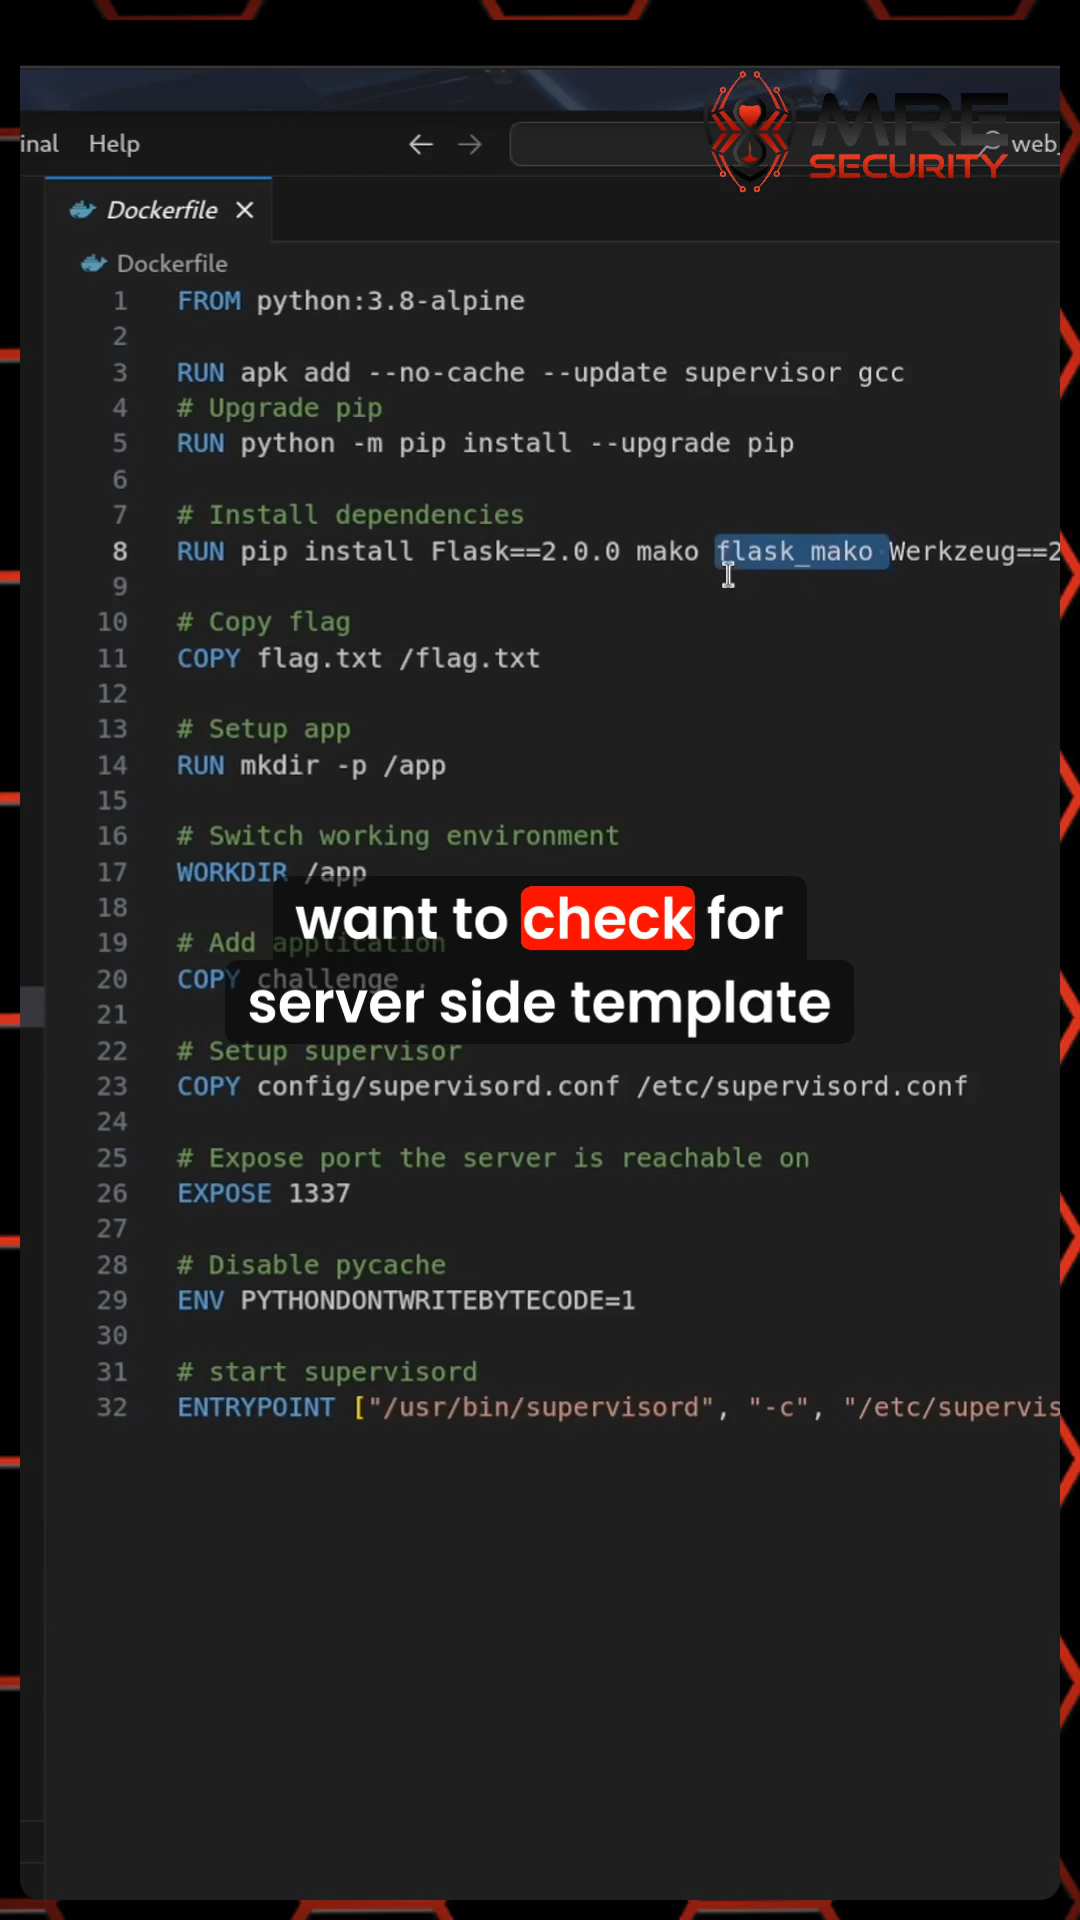 MRE
SECURITY
inal Help web_
Dockerfile
Dockerfile
1 FROM python:3.8-alpine
2
3 RUN apk add --no-cache --update supervisor gcc
4 # Upgrade pip
5 RUN python -m pip install --upgrade pip
6
7 # Install dependencies
8 RUN pip install Flask==2.0.0 mako flask_mako Werkzeug==2
9
10 # Copy flag
11 COPY flag.txt /flag.txt
12
13 # Setup app
14 RUN mkdir -p /app
15
16 # Switch working environment
17 WORKDIR /app
18
want to check for
19 # Add application
20 COPY challenge .
server side template
21
22 # Setup supervisor
23 COPY config/supervisord.conf /etc/supervisord.conf
24
25 # Expose port the server is reachable on
26 EXPOSE 1337
27
28 # Disable pycache
29 ENV PYTHONDONTWRITEBYTECODE=1
30
31 # start supervisord
32 ENTRYPOINT ["/usr/bin/supervisord", "-c", "/etc/supervis